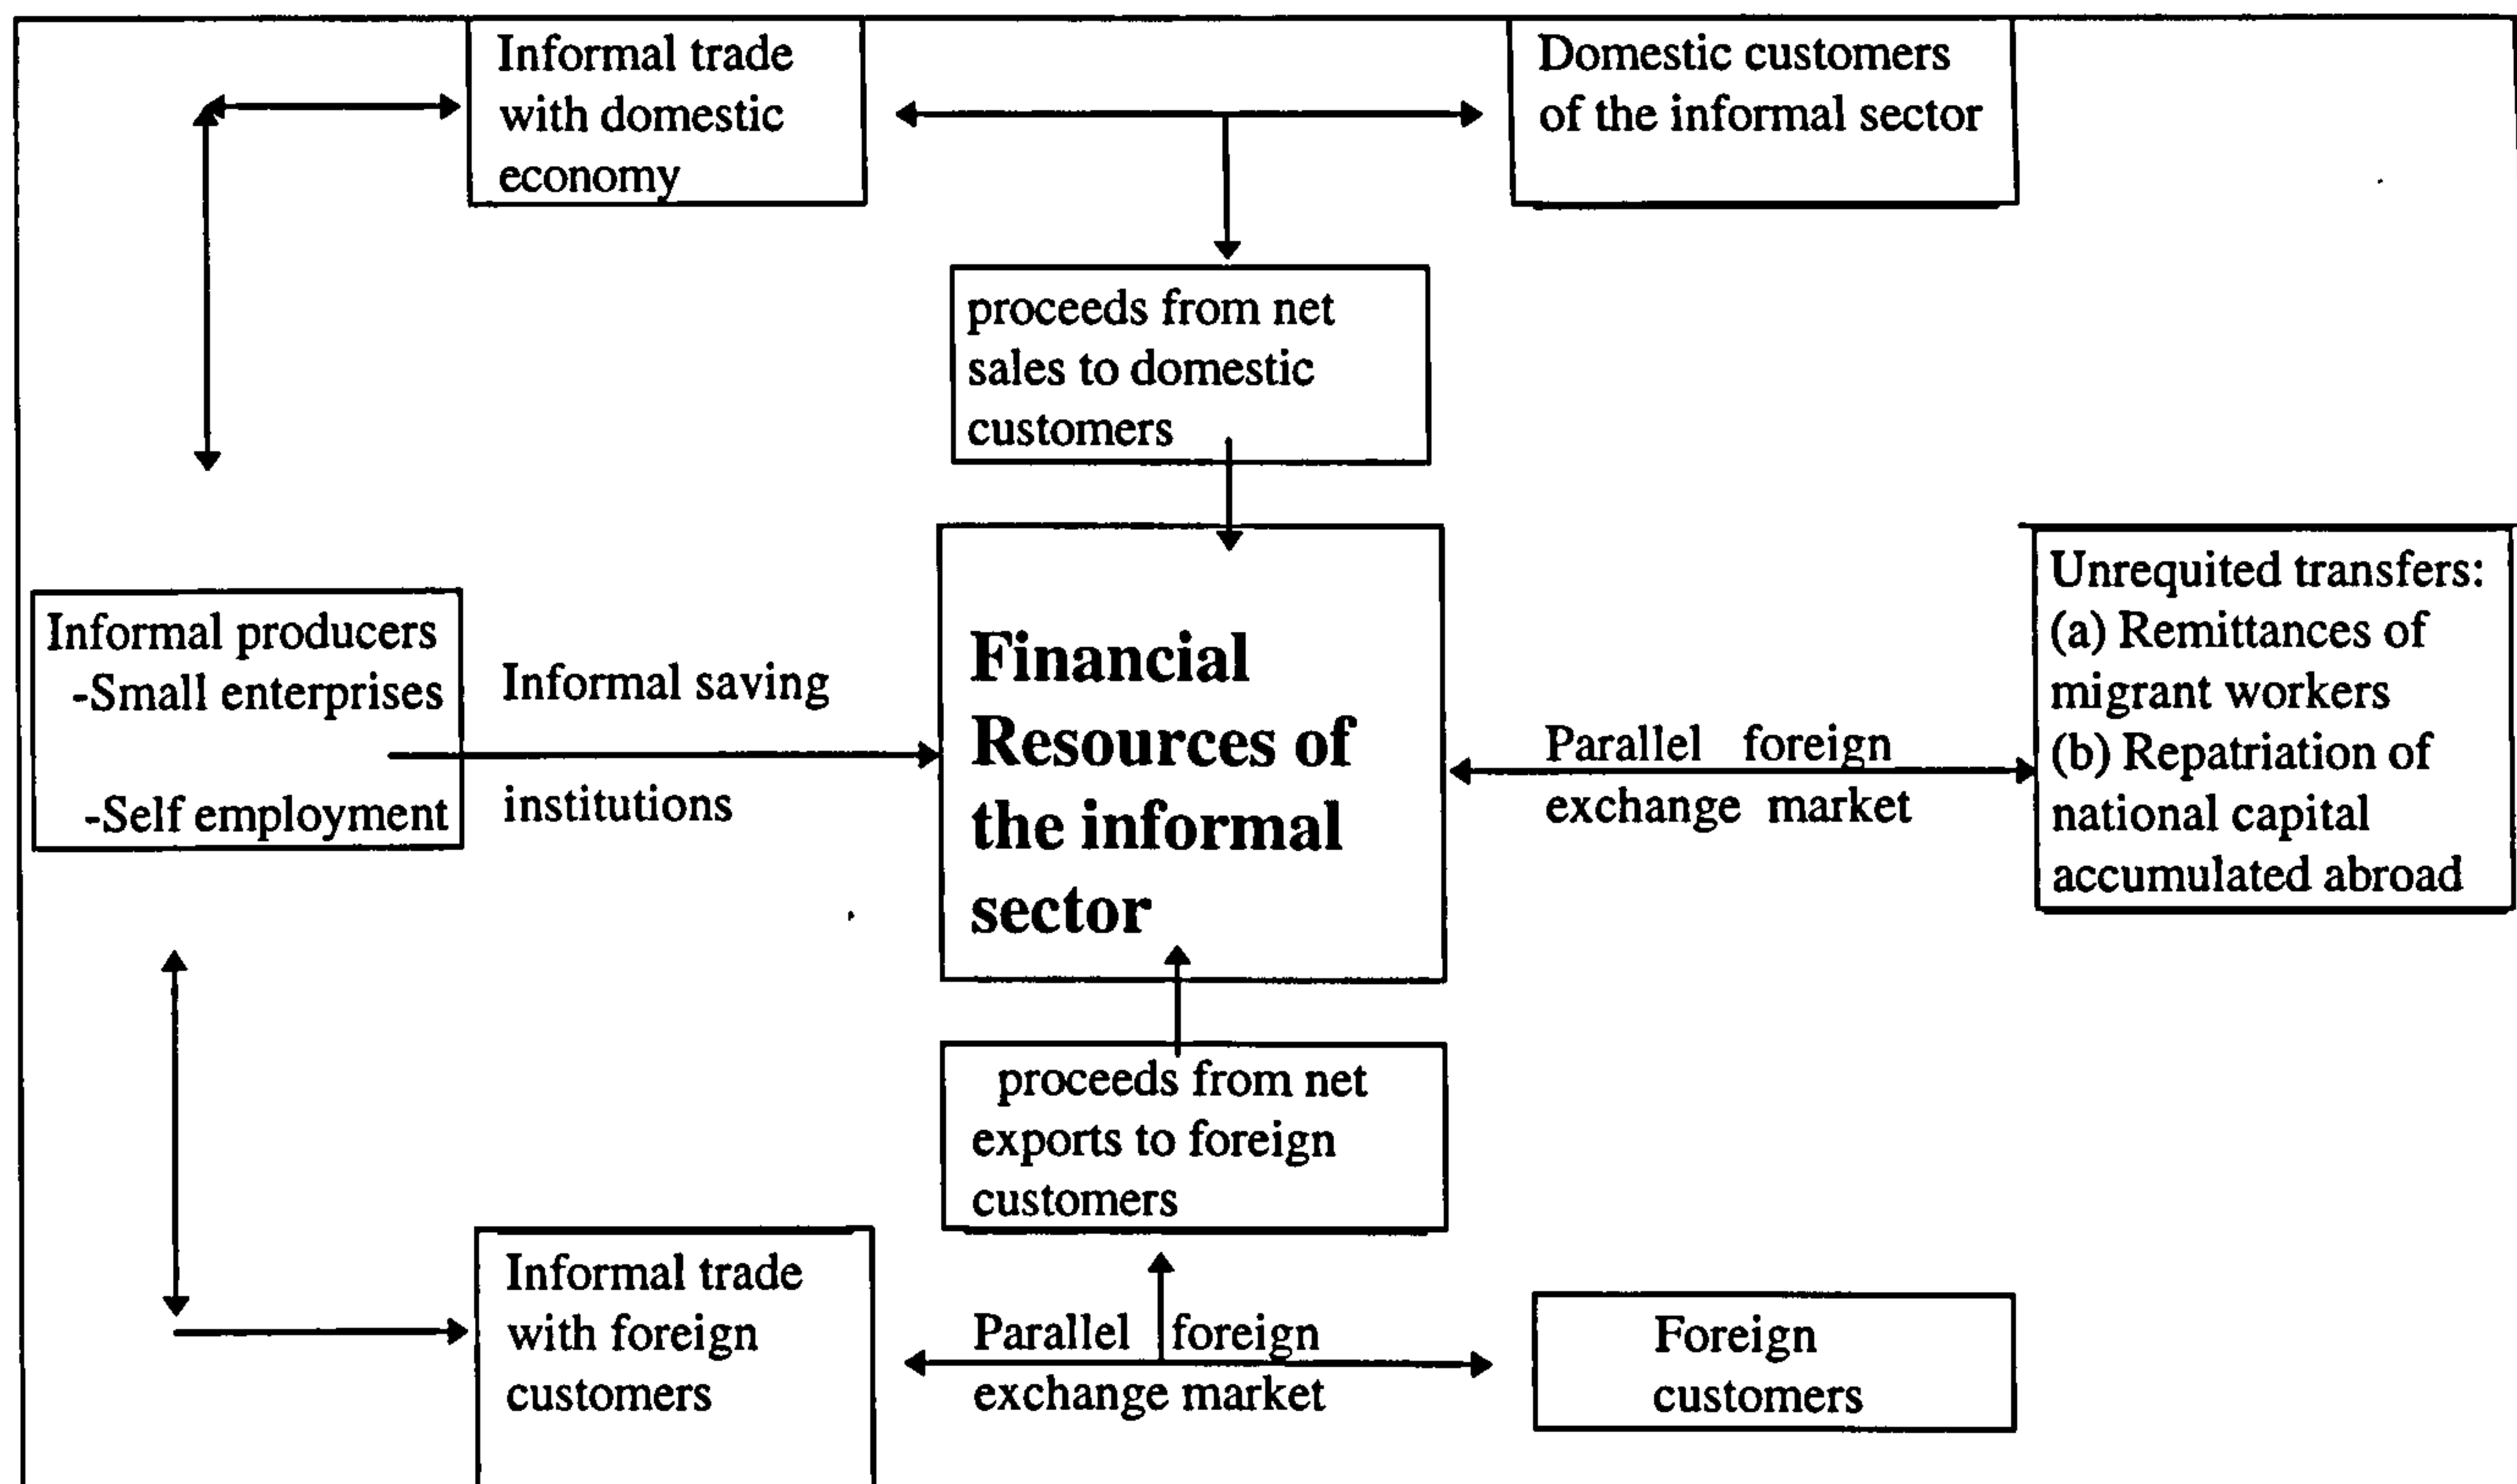 Informal trade
with domestic
economy
Domestic customers
of the informal sector
proceeds from net
sales to domestic
customers
Informal producers
-Small enterprises
-Self employment
Informal saving
institutions
Financial
Resources of
the informal
sector
Parallel foreign
exchange market
Unrequited transfers:
(a) Remittances of
migrant workers
(b) Repatriation of
national capital
accumulated abroad
proceeds from net
exports to foreign
customers
Informal trade
with foreign
customers
Parallel foreign
exchange market
Foreign
customers